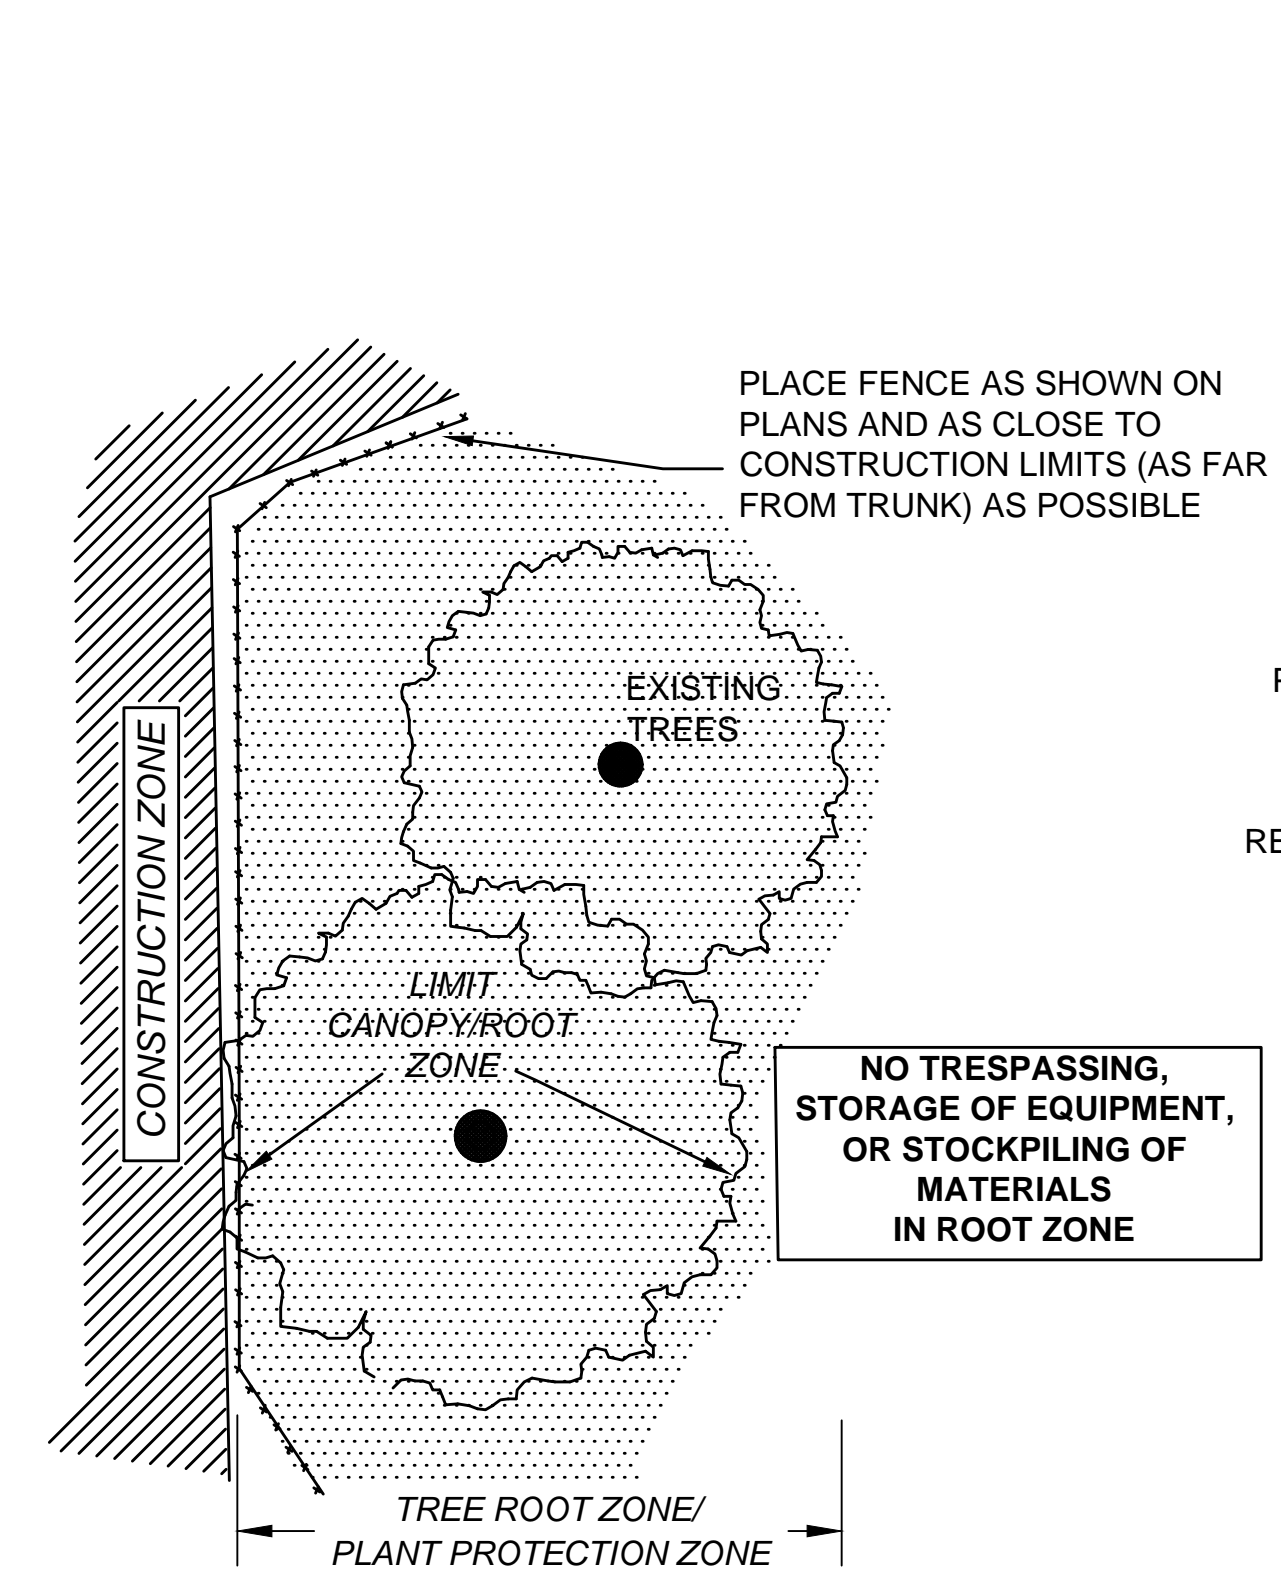 PLACE FENCE AS SHOWN ON
PLANS AND AS CLOSE TO
CONSTRUCTION LIMITS (AS FAR
FROM TRUNK) AS POSSIBLE
EXISTING
TREES
CONSTRUCTION ZONE
LIMIT
CANOPY/ROOT
ZONE
NO TRESPASSING,
STORAGE OF EQUIPMENT,
OR STOCKPILING OF
MATERIALS
IN ROOT ZONE
TREE ROOT ZONE/
PLANT PROTECTION ZONE